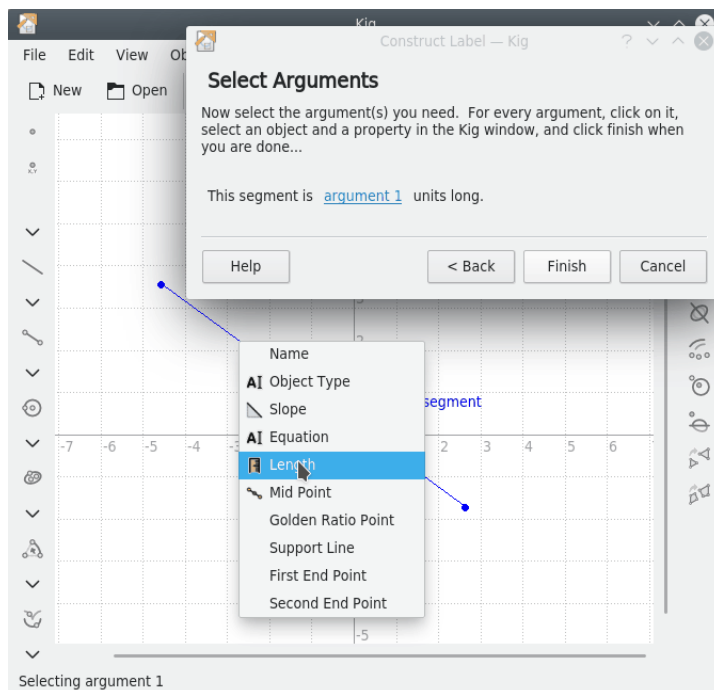 Kig
Construct Label — Kig
?
File Edit View
New Open
Select Arguments
Now select the argument(s) you need. For every argument, click on it,
select an object and a property in the Kig window, and click finish when
you are done...
This segment is argument 1 units long.
Help < Back Finish Cancel
Name
Object Type
Slope
Equation
Length
Mid Point
Golden Ratio Point
Support Line
First End Point
Second End Point
segment
-7 -6 -5 -4 2 3 4 5 6
-5
Selecting argument 1